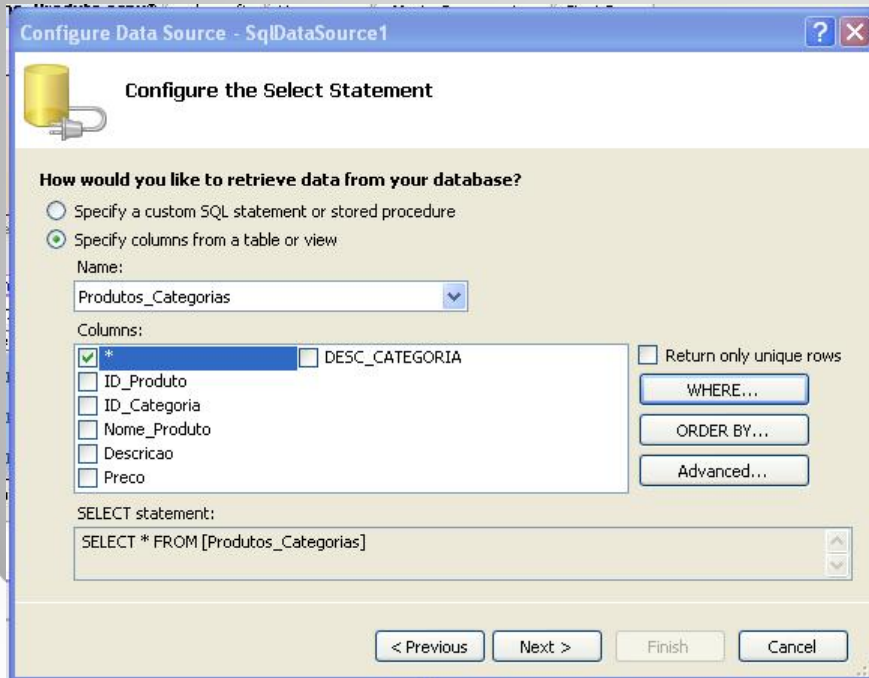 Configure Data Source - SqlDataSource1
Configure the Select Statement
How would you like to retrieve data from your database?
Specify a custom SQL statement or stored procedure
Specify columns from a table or view
Name:
Produtos_Categorias
Columns:
* DESC_CATEGORIA
ID_Produto
ID_Categoria
Nome_Produto
Descricao
Preco
Return only unique rows
WHERE...
ORDER BY...
Advanced...
SELECT statement:
SELECT * FROM [Produtos_Categorias]
< Previous Next > Finish Cancel